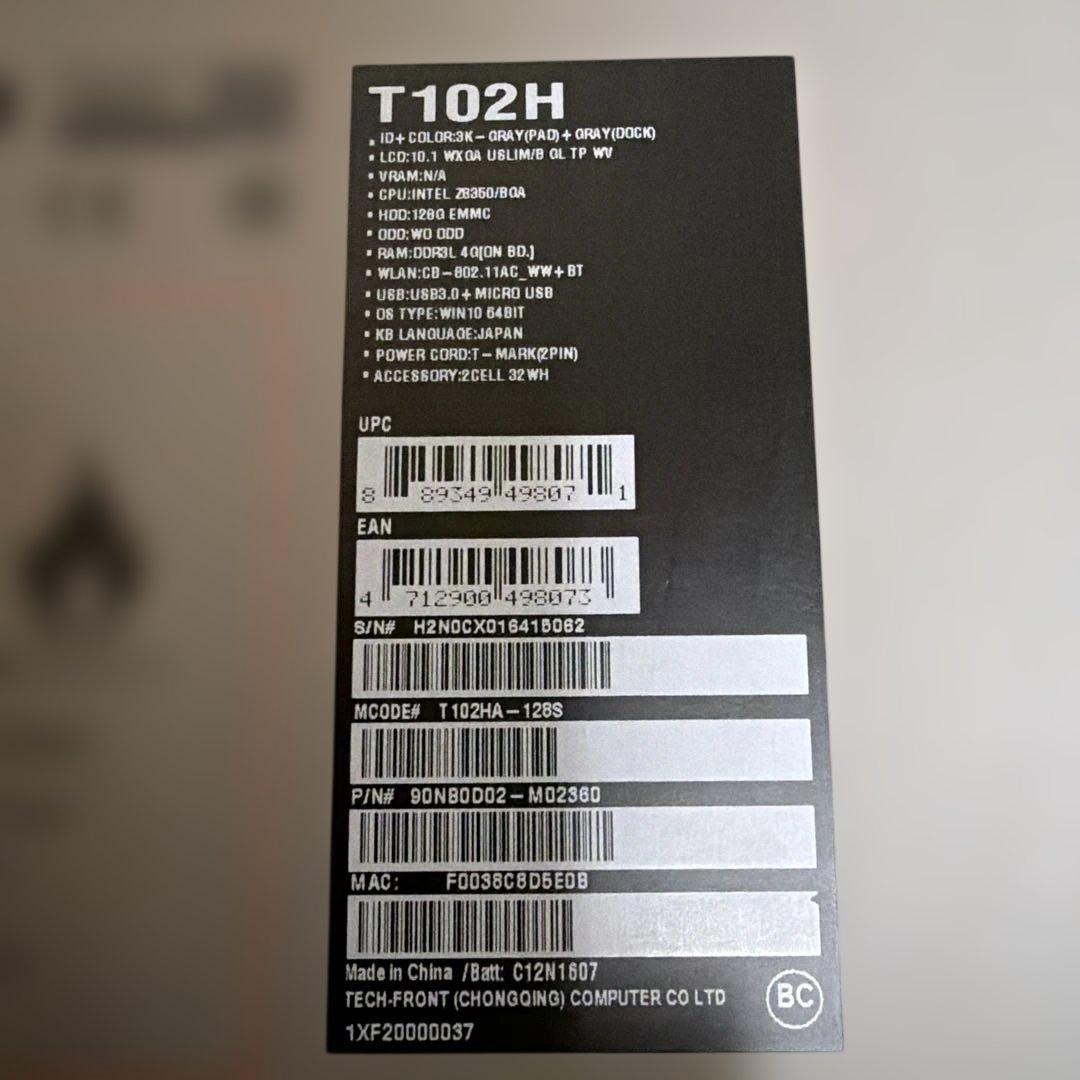 T102H
▪ ID+COLOR:3K-GRAY(PAD)+GRAY(DOCK)
▪ LCD:10.1 WXGA USLIM/B GL TP WV
▪ VRAM:N/A
▪ CPU:INTEL Z8350/BGA
▪ HDD:128G EMMC
▪ ODD:WO ODD
▪ RAM:DDR3L 4G[ON BD.]
▪ WLAN:CB-802.11AC_WW+BT
▪ USB:USB3.0+MICRO USB
▪ OS TYPE:WIN10 64BIT
▪ KB LANGUAGE:JAPAN
▪ POWER CORD:T-MARK(2PIN)
▪ ACCESSORY:2CELL 32WH
UPC
8 89349 49807 1
EAN
4 712900 498073
S/N# H2N0CX01641B062
MCODE# T102HA-128S
P/N# 90NB0D02-M02360
MAC: F0038C8D5E0B
Made in China /Batt: C12N1607
TECH-FRONT (CHONGQING) COMPUTER CO LTD
BC
1XF20000037